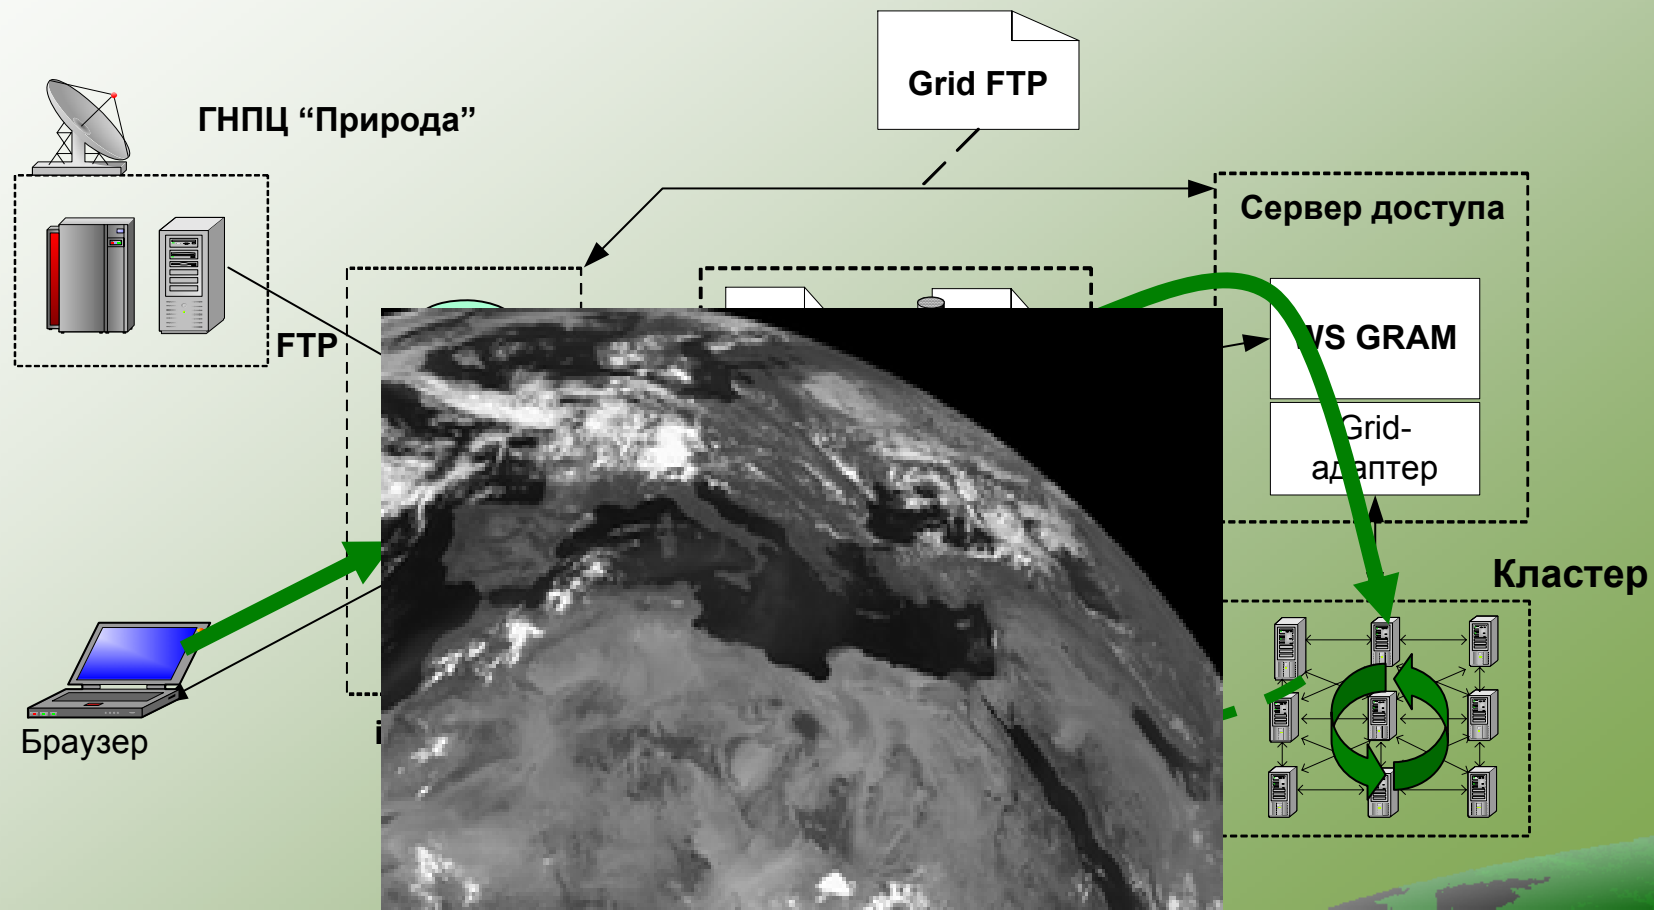 Grid FTP
ГНПЦ “Природа”
Сервер доступа
FTP
WS GRAM
Grid-
адаптер
Кластер
Браузер